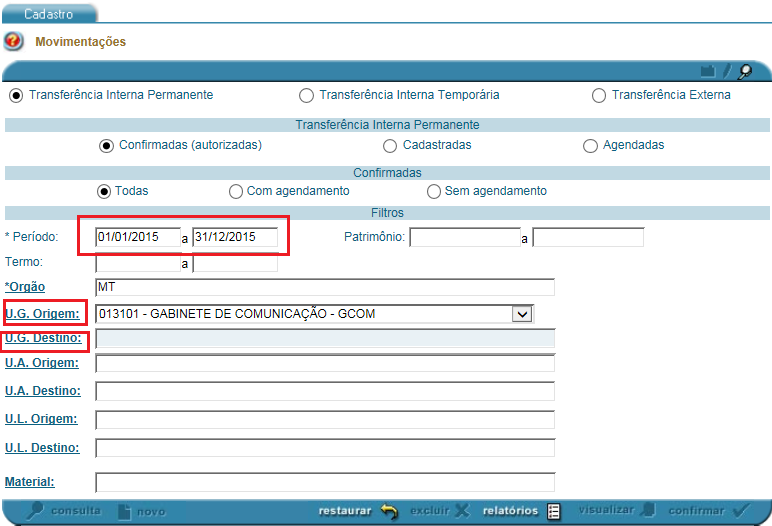 Cadastro
Movimentações
Transferência Interna Permanente Transferência Interna Temporária Transferência Externa
Transferência Interna Permanente
Confirmadas (autorizadas) Cadastradas Agendadas
Confirmadas
Todas Com agendamento Sem agendamento
Filtros
* Período: 01/01/2015 a 31/12/2015 Patrimônio: a
Termo: a
*Orgão MT
U.G. Origem: 013101 - GABINETE DE COMUNICAÇÃO - GCOM
U.G. Destino:
U.A. Origem:
U.A. Destino:
U.L. Origem:
U.L. Destino:
Material:
consulta novo restaurar excluir relatórios visualizar confirmar